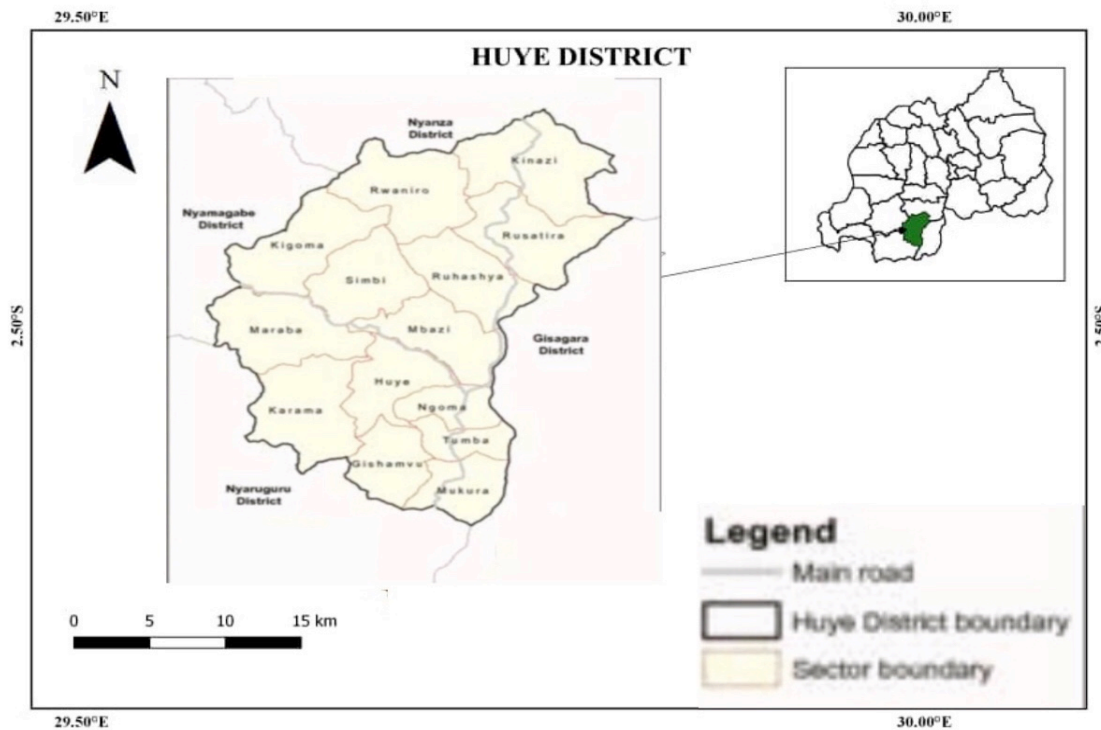 29.50°E 30.00°E
HUYE DISTRICT
N
Nyanza
District
Kinazi
Rwaniro
Nyamagabe
District
Rusatira
Kigoma
Ruhashya
Simbi
2.50°S 2.50°S
Maraba
Mbazi
Gisagara
District
Huye
Karama
Ngoma
Tumba
Gishamvu
Nyaruguru
District
Mukura
Legend
Main road
Huye District boundary
Sector boundary
0 5 10 15 km
29.50°E 30.00°E